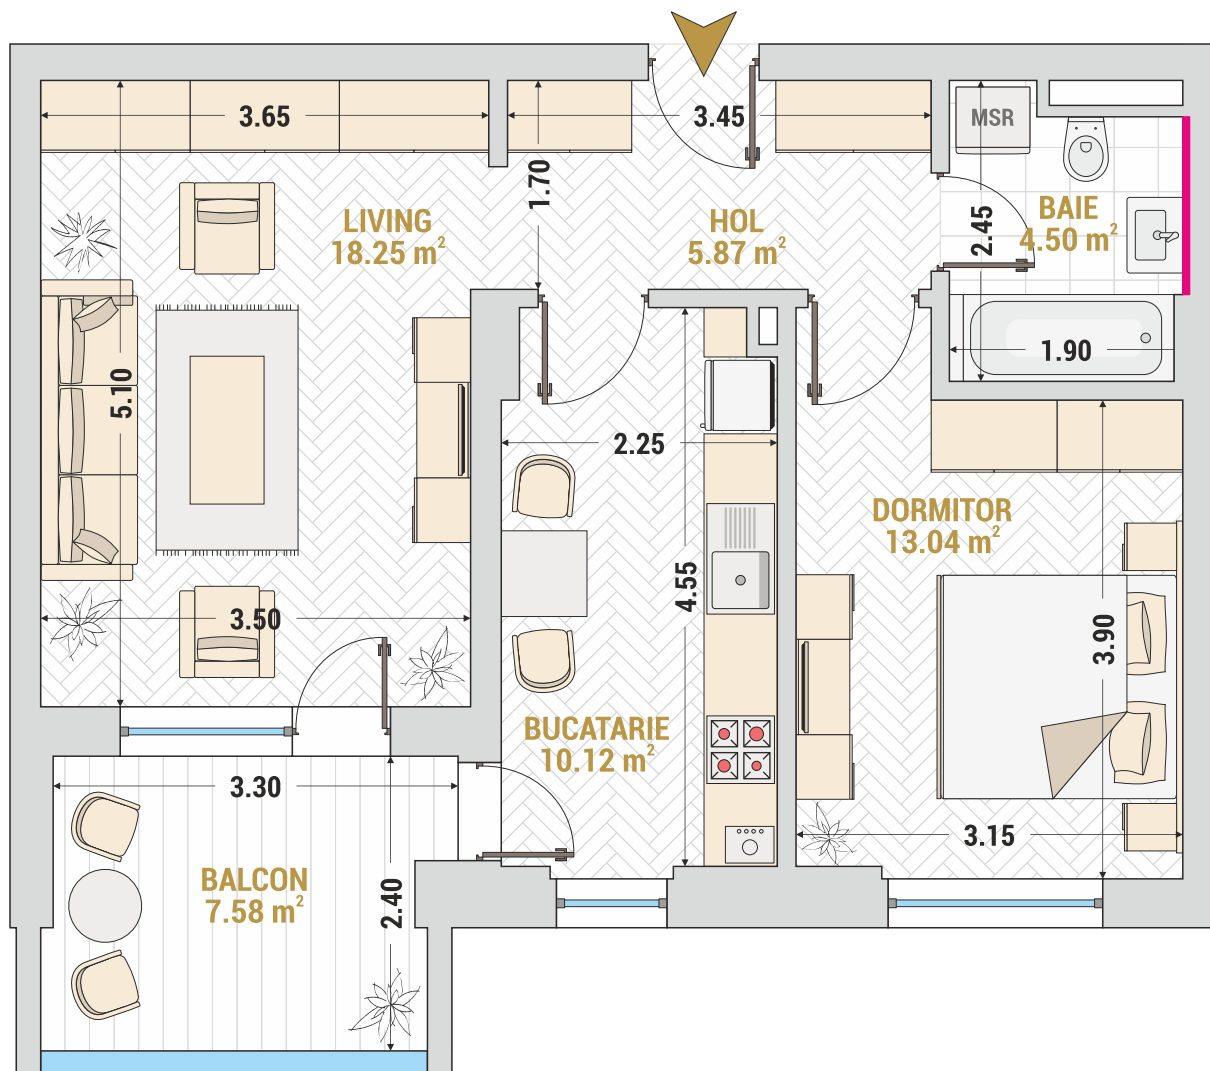 3.65
3.45
MSR
1.70
LIVING
18.25 m²
HOL
5.87 m²
2.45
BAIE
4.50 m²
1.90
5.10
2.25
DORMITOR
13.04 m²
4.55
3.50
3.90
BUCATARIE
10.12 m²
3.30
3.15
BALCON
7.58 m²
2.40